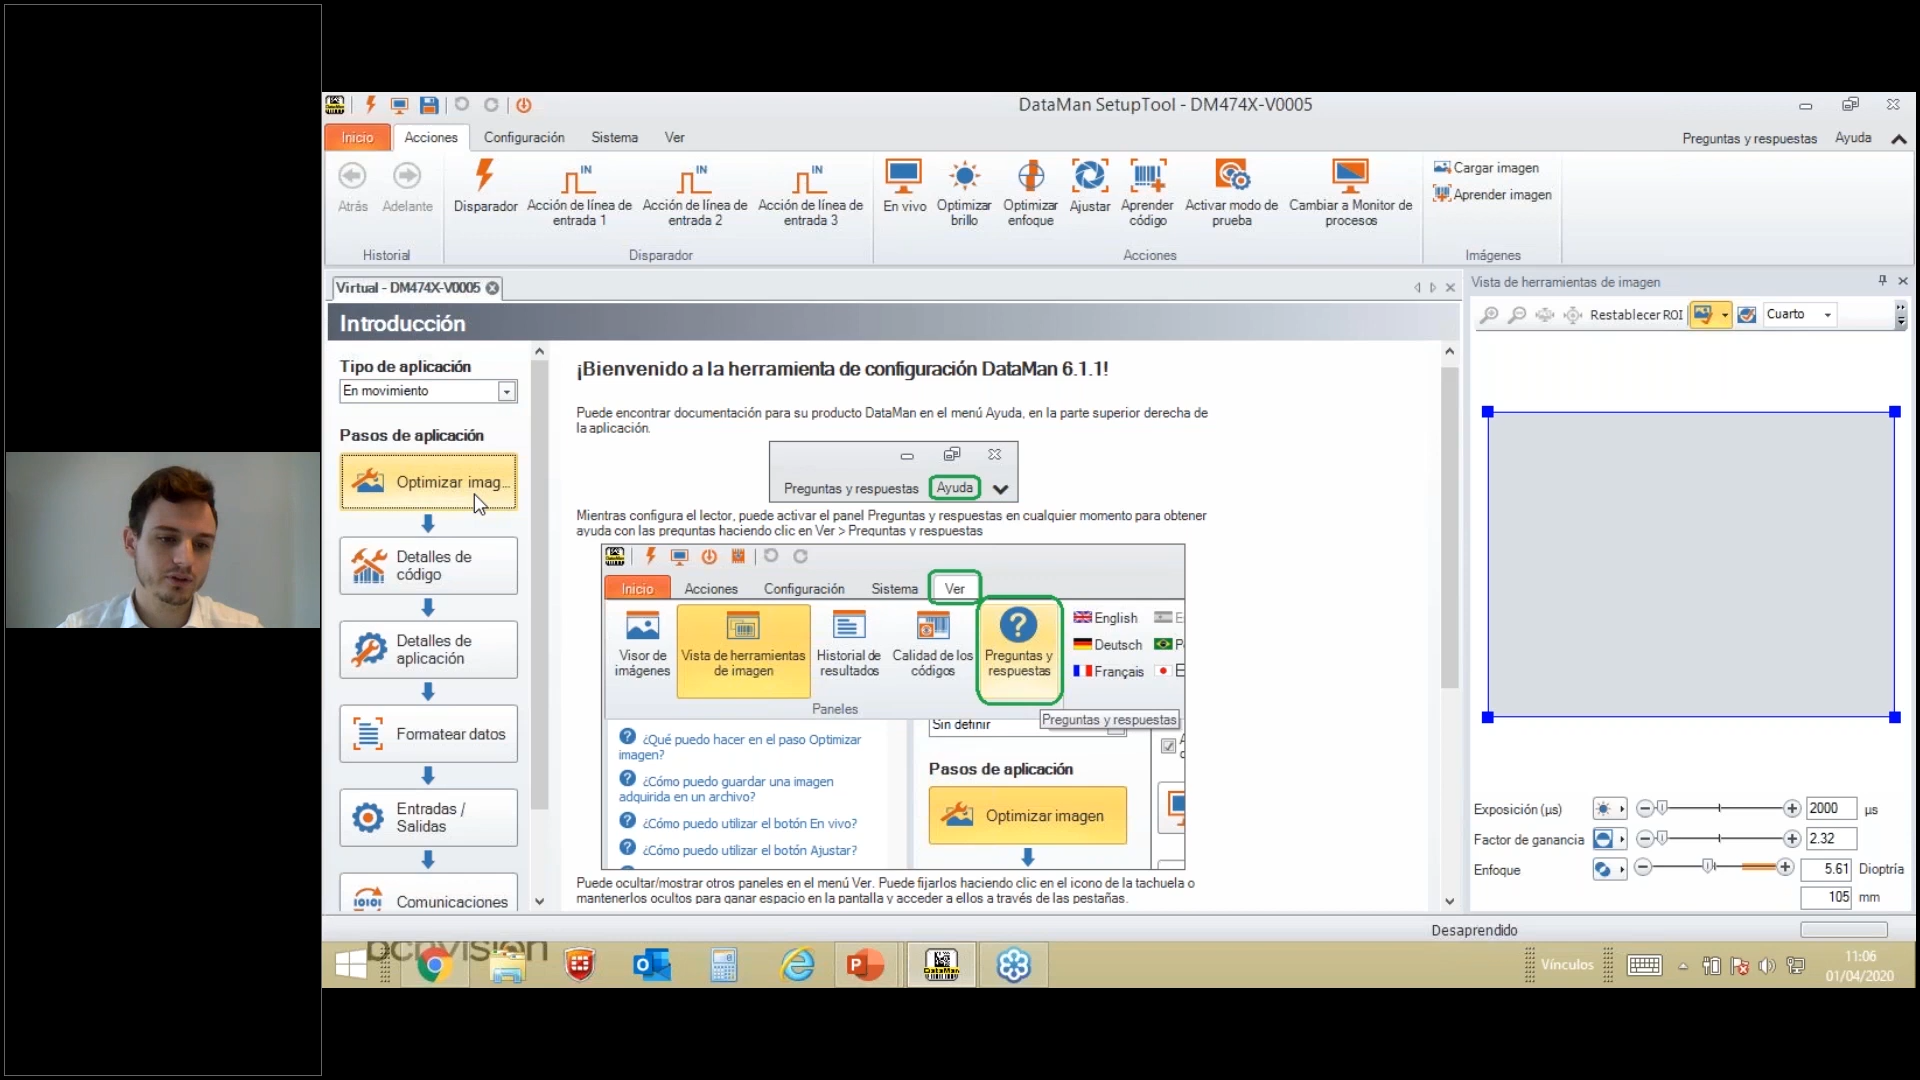 DataMan SetupTool - DM474X-V0005
Inicio Acciones Configuración Sistema Ver
Preguntas y respuestas Ayuda
Atrás Adelante
Historial
Disparador
Acción de línea de entrada 1
Acción de línea de entrada 2
Acción de línea de entrada 3
IN IN IN
Disparador
En vivo
Optimizar brillo
Optimizar enfoque
Ajustar
Aprender código
Activar modo de prueba
Cambiar a Monitor de procesos
Acciones
Cargar imagen
Aprender imagen
Imágenes
Virtual - DM474X-V0005
Introducción
Tipo de aplicación
En movimiento
Pasos de aplicación
Optimizar imag...
Detalles de
código
Detalles de
aplicación
Formatear datos
Entradas /
Salidas
Comunicaciones
¡Bienvenido a la herramienta de configuración DataMan 6.1.1!
Puede encontrar documentación para su producto DataMan en el menú Ayuda, en la parte superior derecha de
la aplicación.
Preguntas y respuestas Ayuda
Mientras configura el lector, puede activar el panel Preguntas y respuestas en cualquier momento para obtener
ayuda con las preguntas haciendo clic en Ver > Preguntas y respuestas
Inicio Acciones Configuración Sistema Ver
Visor de
imágenes
Vista de herramientas
de imagen
Historial de
resultados
Calidad de los
códigos
Preguntas y
respuestas
English
Deutsch
Français
Paneles
Preguntas y respuestas
Sin definir
¿Qué puedo hacer en el paso Optimizar
imagen?
¿Cómo puedo guardar una imagen
adquirida en un archivo?
¿Cómo puedo utilizar el botón En vivo?
¿Cómo puedo utilizar el botón Ajustar?
Pasos de aplicación
Optimizar imagen
Puede ocultar/mostrar otros paneles en el menú Ver. Puede fijarlos haciendo clic en el icono de la tachuela o
mantenerlos ocultos para ganar espacio en la pantalla y acceder a ellos a través de las pestañas.
Vista de herramientas de imagen
Restablecer ROI Cuarto
Exposición (µs) 2000 µs
Factor de ganancia 2.32
Enfoque 5.61 Dioptría
105 mm
Desaprendido
Vínculos
11:06
01/04/2020